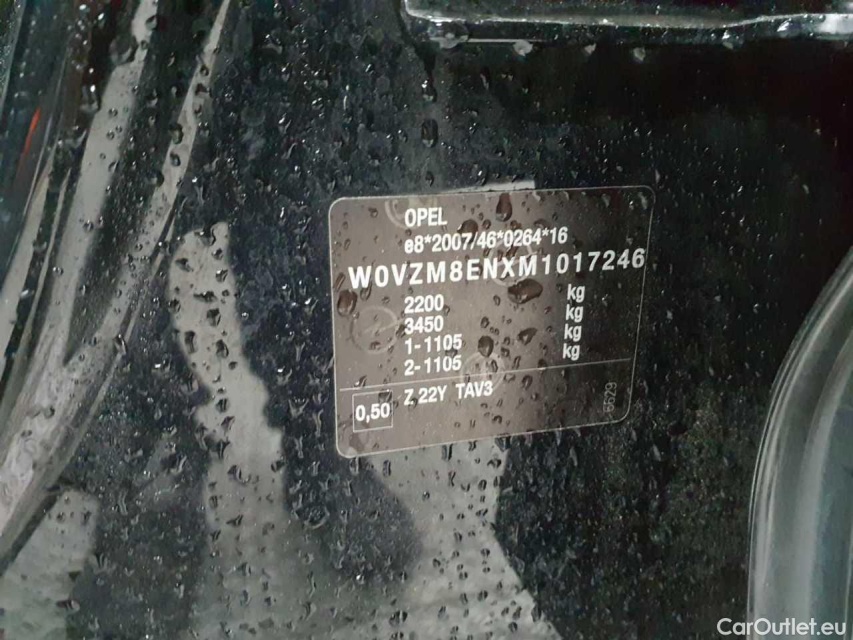 OPEL
e8*2007/46*0264*16
W0VZM8ENXM1017246
2200 kg
3450 kg
1-1105 kg
2-1105 kg
0,50 Z 22Y TAV3
6629
CarOutlet.eu